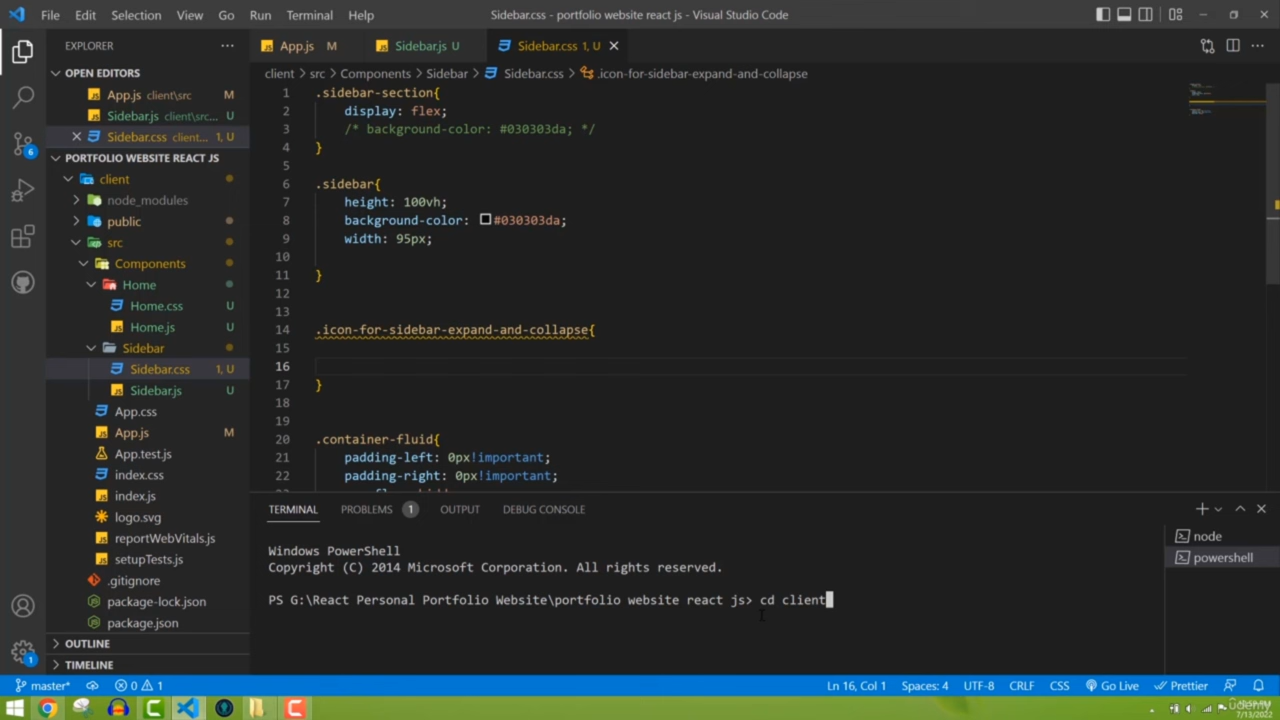 File Edit Selection View Go Run Terminal Help
Sidebar.css - portfolio website react js - Visual Studio Code
EXPLORER
App.js M
Sidebar.js U
Sidebar.css 1, U
OPEN EDITORS
App.js client\src M
Sidebar.js client\src... U
Sidebar.css client... 1, U
PORTFOLIO WEBSITE REACT JS
client
node_modules
public
src
Components
Home
Home.css U
Home.js U
Sidebar
Sidebar.css 1, U
Sidebar.js U
App.css
App.js M
App.test.js
index.css
index.js
logo.svg
reportWebVitals.js
setupTests.js
.gitignore
package-lock.json
package.json
OUTLINE
TIMELINE
6
1
client > src > Components > Sidebar > Sidebar.css > .icon-for-sidebar-expand-and-collapse
1 .sidebar-section{
2 display: flex;
3 /* background-color: #030303da; */
4 }
5
6 .sidebar{
7 height: 100vh;
8 background-color: #030303da;
9 width: 95px;
10
11 }
12
13
14 .icon-for-sidebar-expand-and-collapse{
15
16
17 }
18
19
20 .container-fluid{
21 padding-left: 0px!important;
22 padding-right: 0px!important;
TERMINAL PROBLEMS 1 OUTPUT DEBUG CONSOLE
Windows PowerShell
Copyright (C) 2014 Microsoft Corporation. All rights reserved.
PS G:\React Personal Portfolio Website\portfolio website react js> cd client
node
powershell
master* 0 1
Ln 16, Col 1 Spaces: 4 UTF-8 CRLF CSS Go Live Prettier
7/13/2022